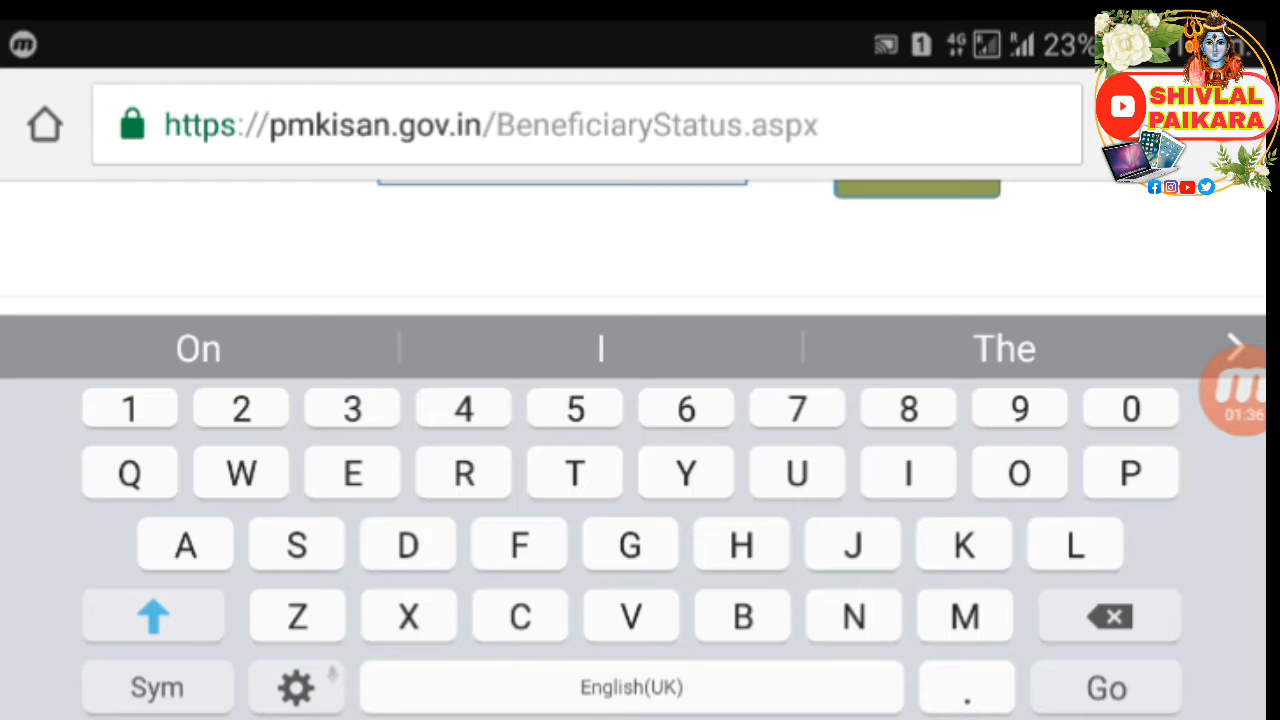 4G R R 23%
SHIVLAL
PAIKARA
https://pmkisan.gov.in/BeneficiaryStatus.aspx
On I The
1 2 3 4 5 6 7 8 9 0
01:36
Q W E R T Y U I O P
A S D F G H J K L
Z X C V B N M
Sym English(UK) . Go